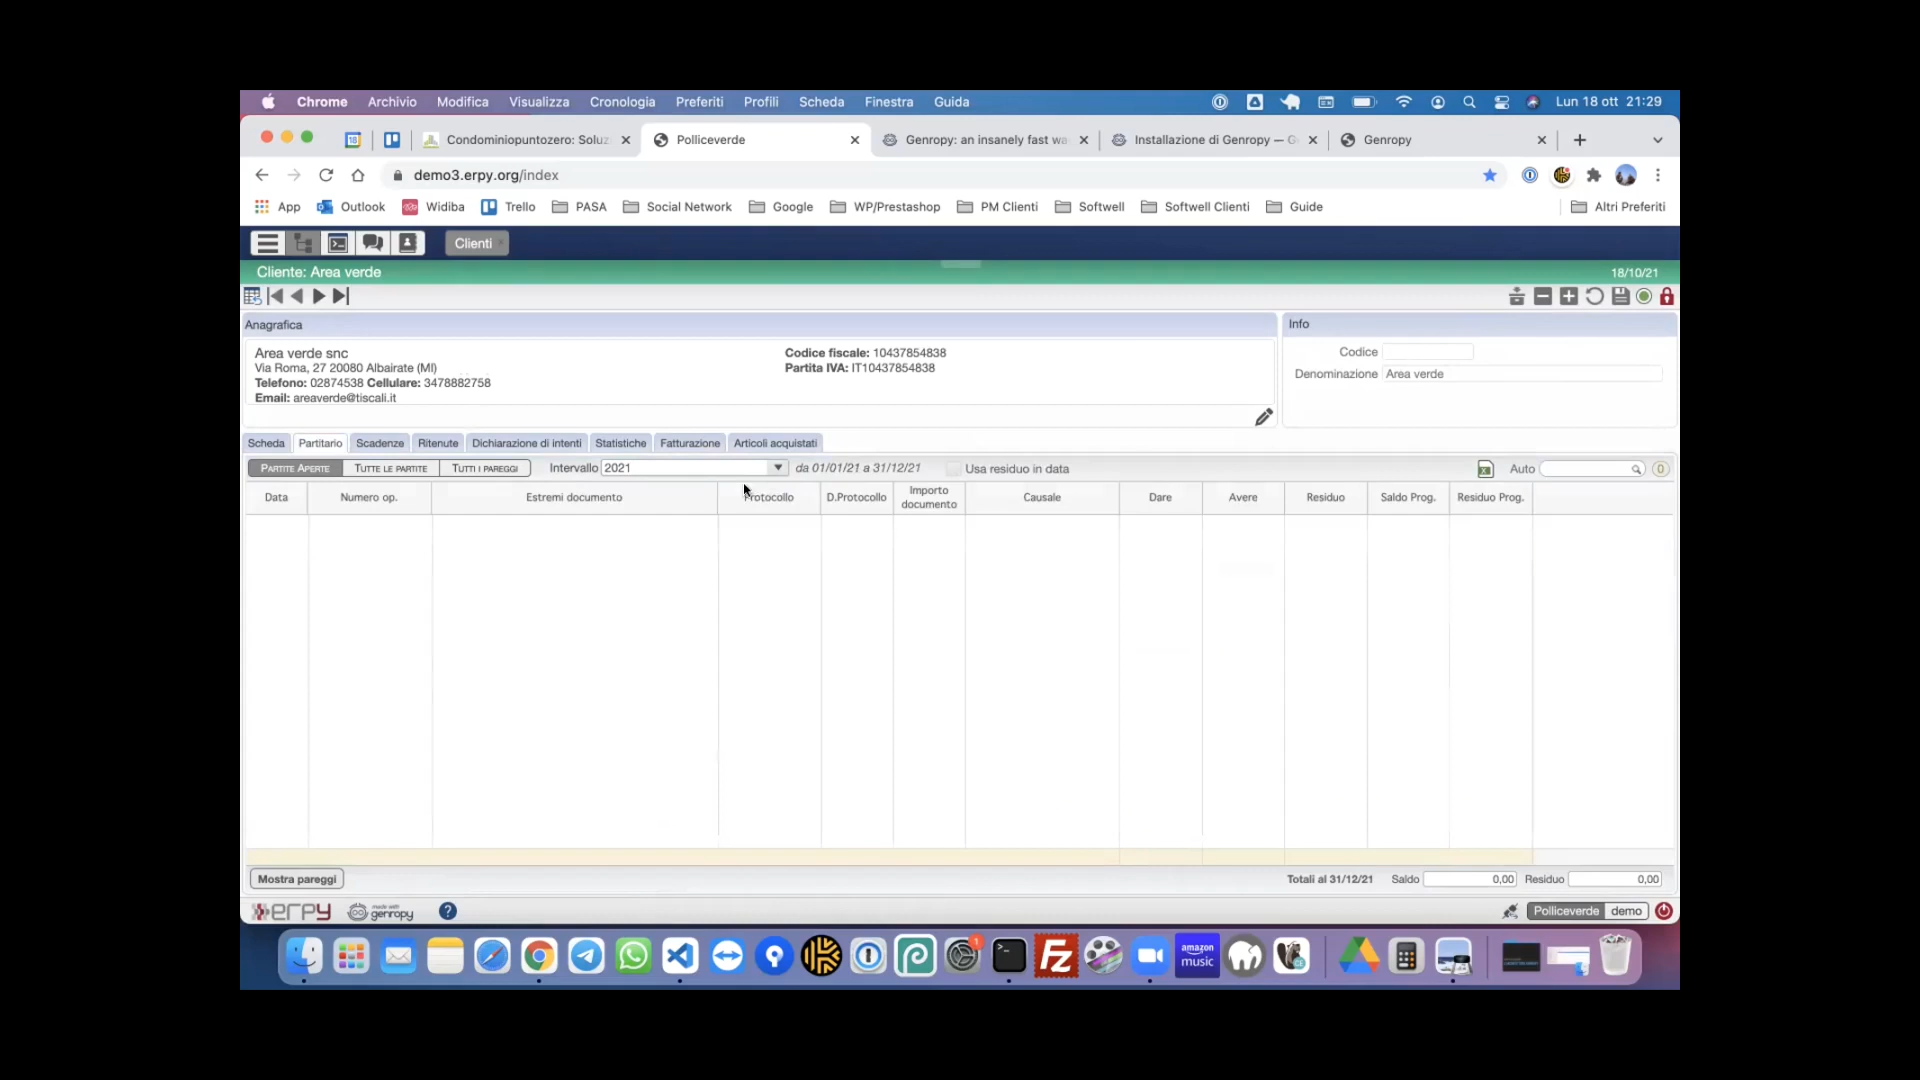 Chrome Archivio Modifica Visualizza Cronologia Preferiti Profili Scheda Finestra Guida Lun 18 ott 21:29
Condominiopuntozero: Soluz Polliceverde Genropy: an insanely fast wa Installazione di Genropy — G Genropy
demo3.erpy.org/index
App Outlook Widiba Trello PASA Social Network Google WP/Prestashop PM Clienti Softwell Softwell Clienti Guide Altri Preferiti
Clienti
Cliente: Area verde 18/10/21
Anagrafica
Info
Area verde snc
Via Roma, 27 20080 Albairate (MI)
Telefono: 02874538 Cellulare: 3478882758
Email: areaverde@tiscali.it
Codice fiscale: 10437854838
Partita IVA: IT10437854838
Codice
Denominazione Area verde
Scheda Partitario Scadenze Ritenute Dichiarazione di intenti Statistiche Fatturazione Articoli acquistati
Partite Aperte Tutte le partite Tutti i pareggi Intervallo 2021 da 01/01/21 a 31/12/21 Usa residuo in data Auto 0
Data Numero op. Estremi documento Protocollo D.Protocollo Importo documento Causale Dare Avere Residuo Saldo Prog. Residuo Prog.
Mostra pareggi Totali al 31/12/21 Saldo 0,00 Residuo 0,00
erpy made with genropy ? Polliceverde demo
amazon music